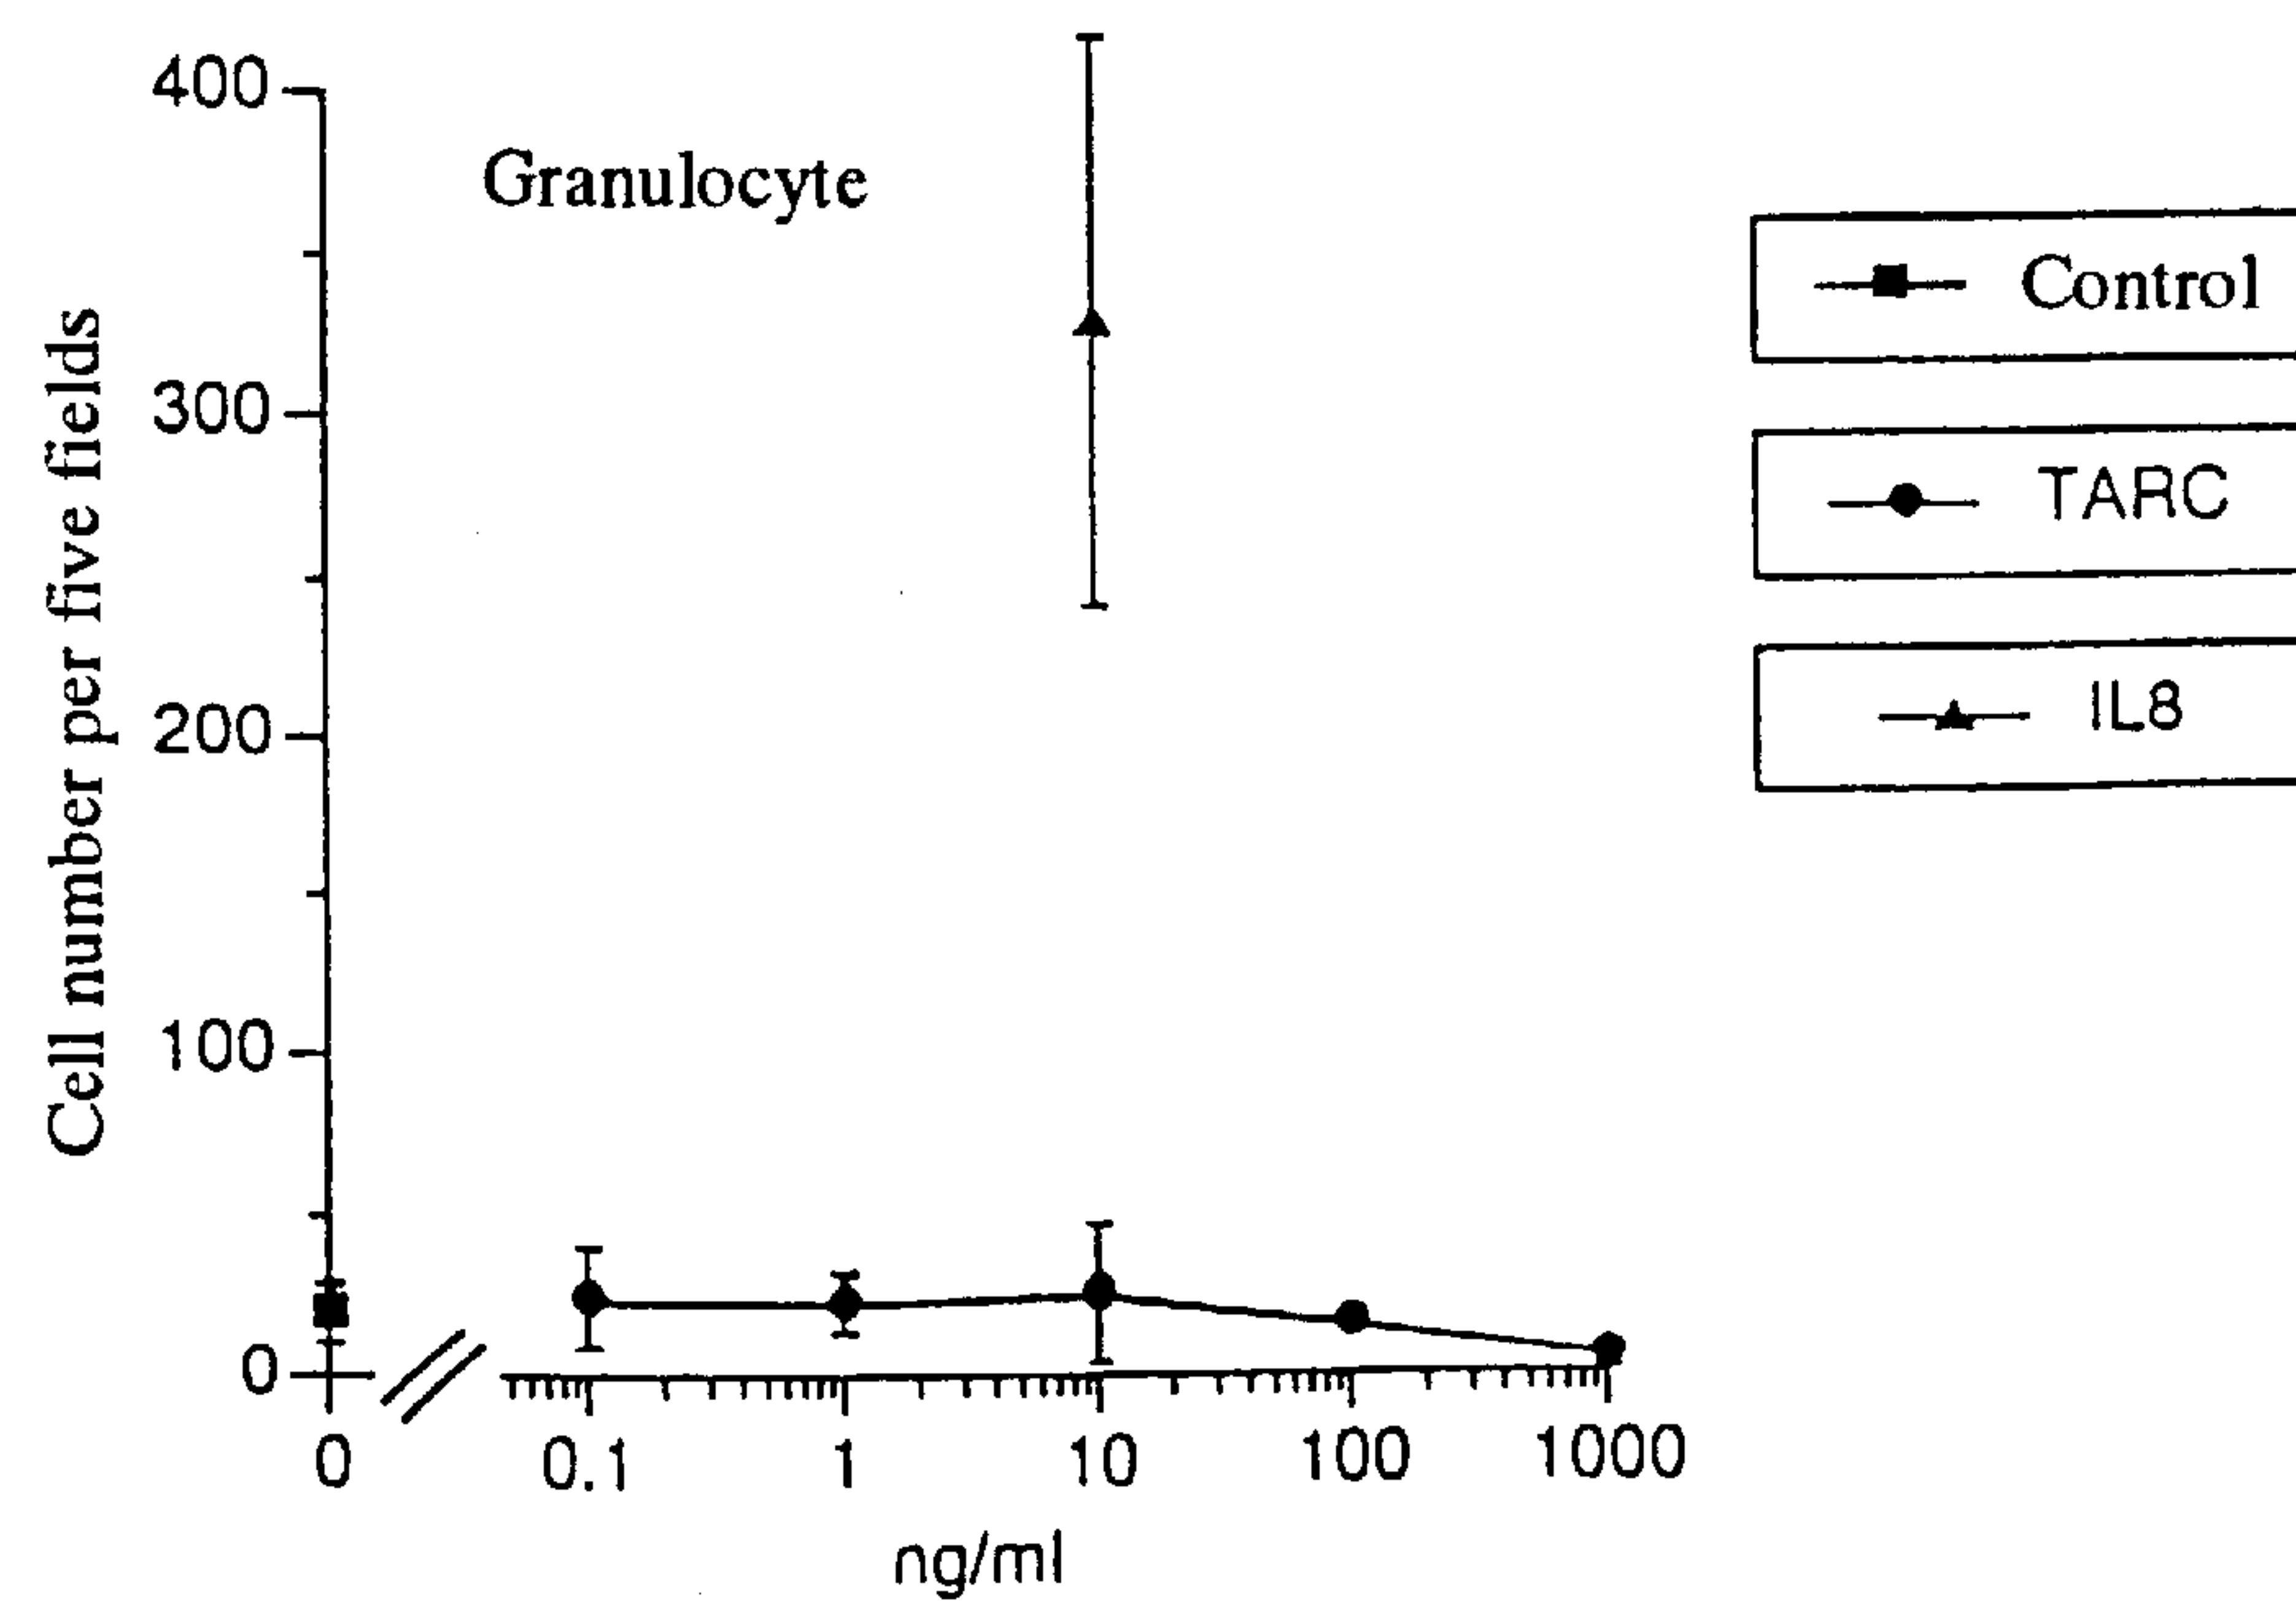 Granulocyte
Cell number per five fields
400
300
200
100
0
0
0.1
1
10
100
1000
ng/ml
Control
TARC
IL8